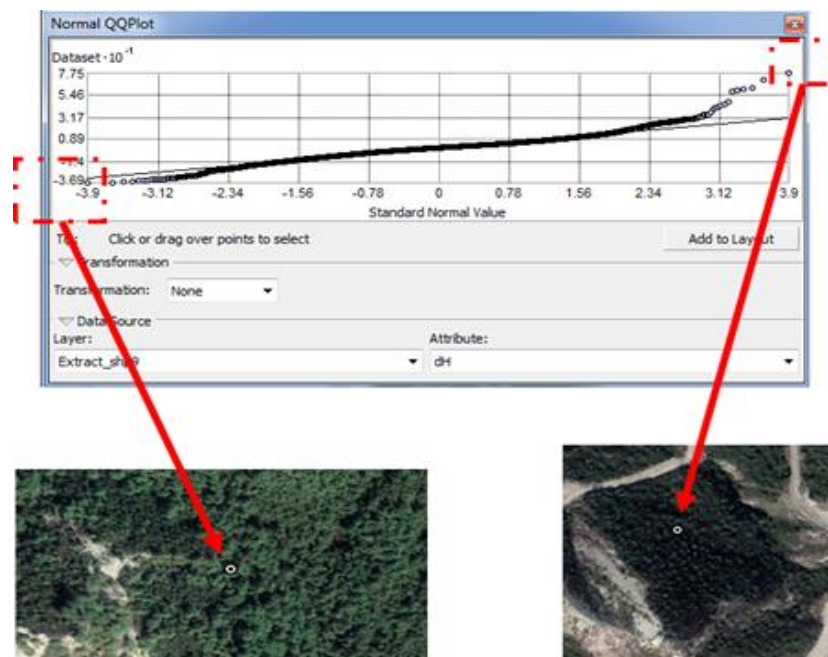 Normal QQPlot
Dataset · 10⁻¹
7.75
5.46
3.17
0.89
-3.69
-3.9 -3.12 -2.34 -1.56 -0.78 0 0.78 1.56 2.34 3.12 3.9
Standard Normal Value
Click or drag over points to select Add to Layout
Transformation
Transformation: None
Data Source
Layer: Attribute:
dH